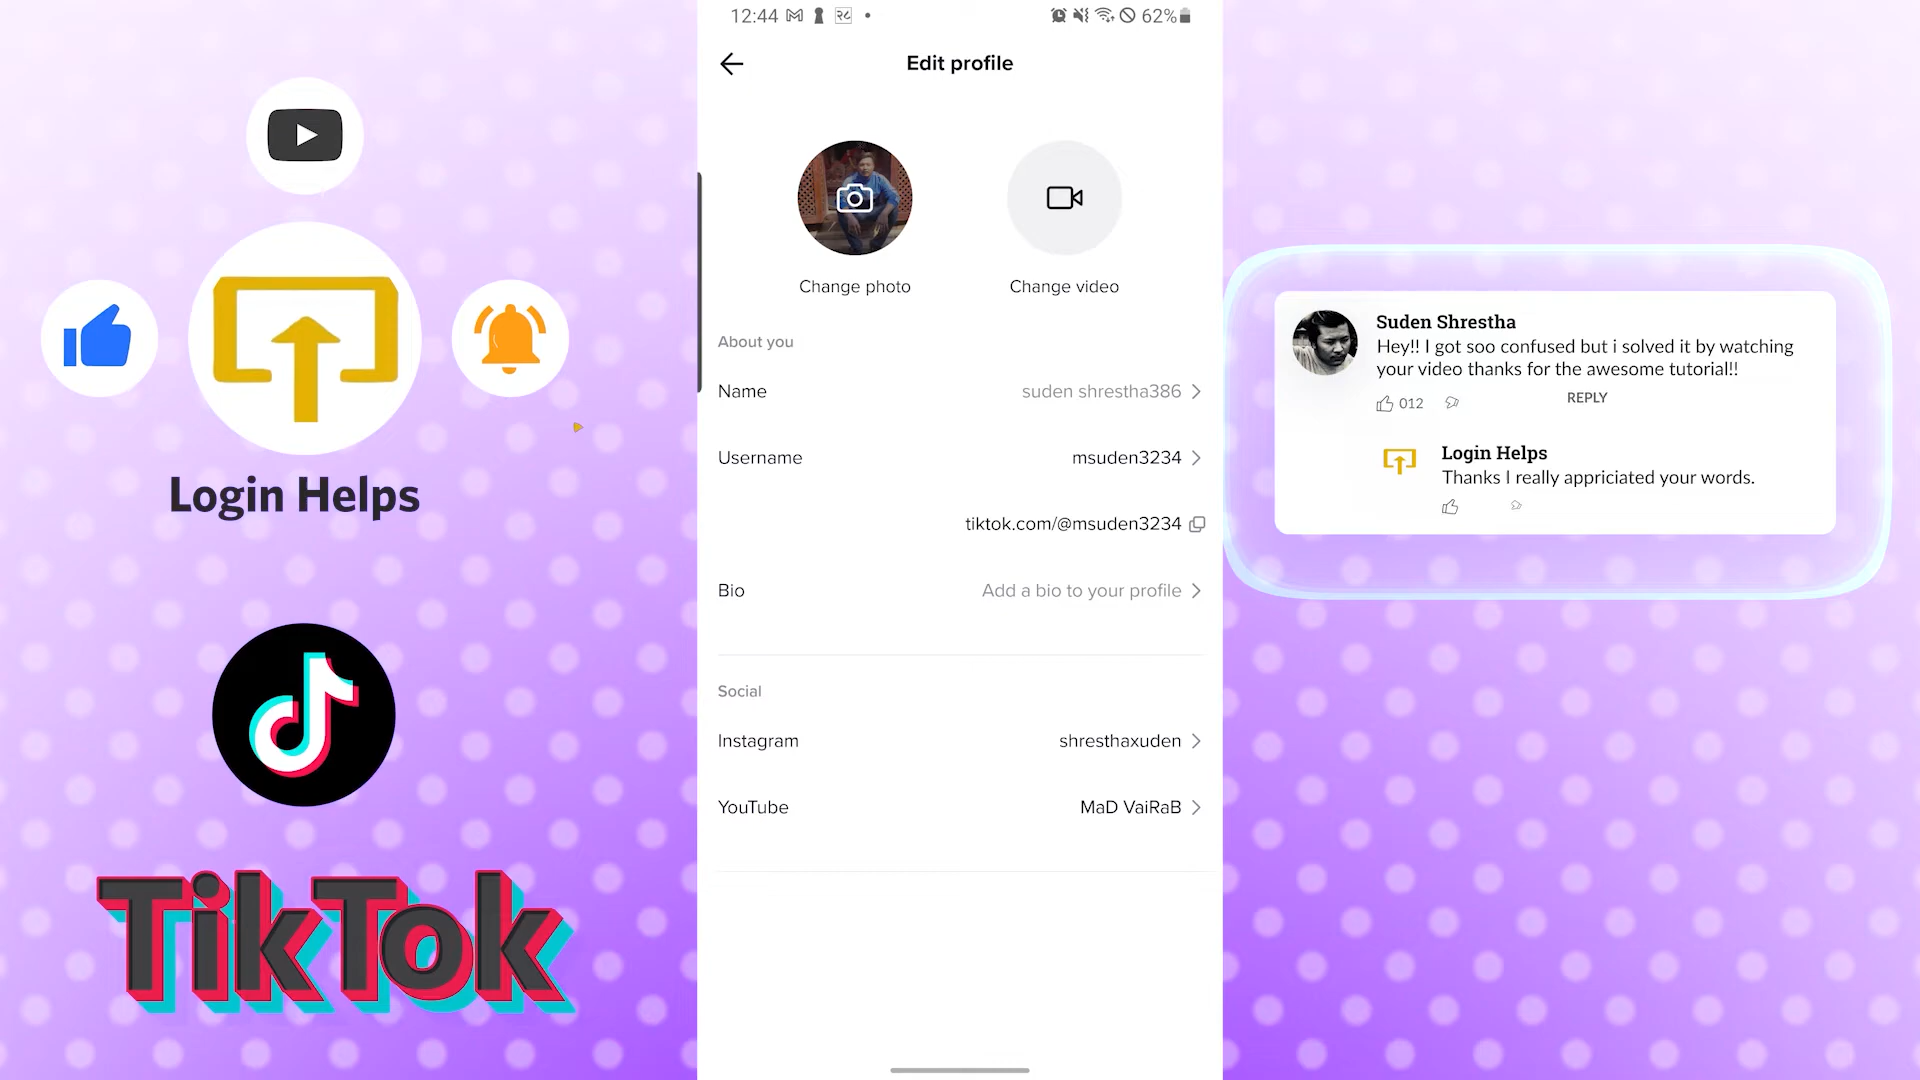 12:44
62%
Edit profile
Change photo
Change video
About you
Name
suden shrestha386
Username
msuden3234
tiktok.com/@msuden3234
Bio
Add a bio to your profile
Social
Instagram
shresthaxuden
YouTube
MaD VaiRaB
Login Helps
TikTok
Suden Shrestha
Hey!! I got soo confused but i solved it by watching
your video thanks for the awesome tutorial!!
012
REPLY
Login Helps
Thanks I really appriciated your words.